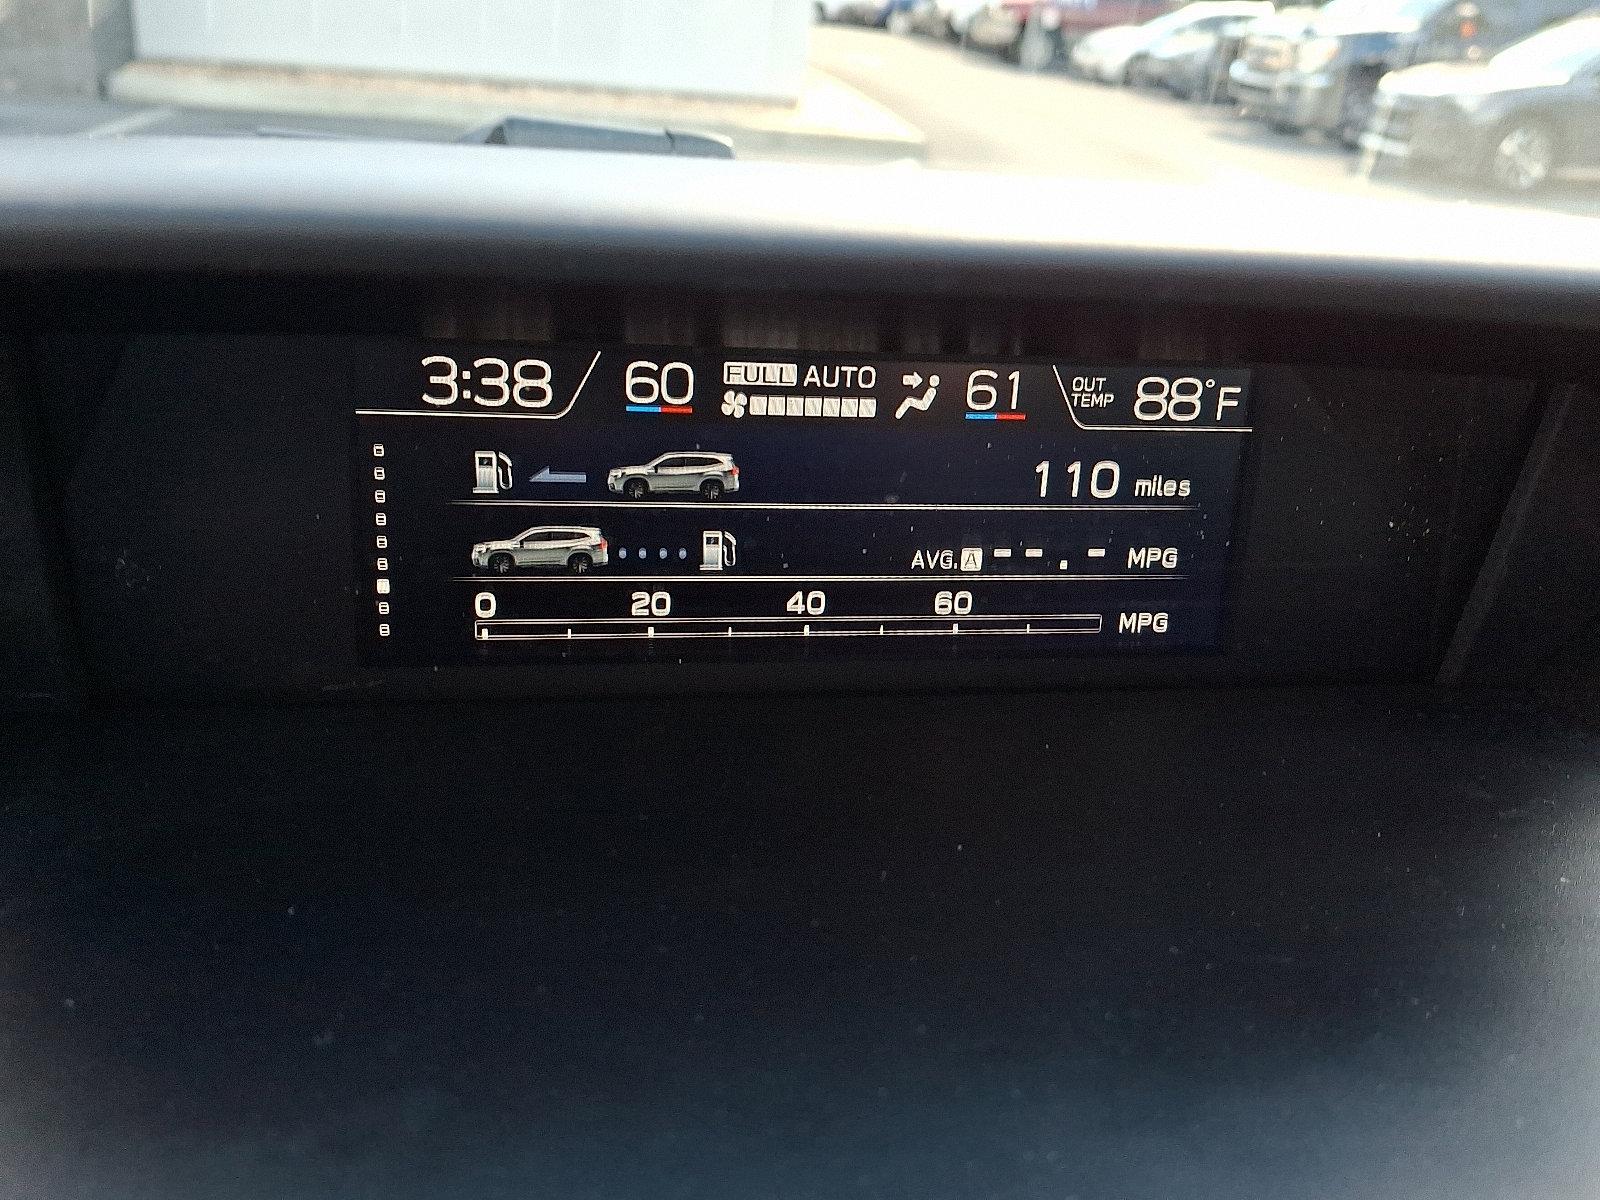 3:38 60 FULL AUTO 61 OUT TEMP 88°F
110 miles
AVG. A --.- MPG
0 20 40 60
MPG